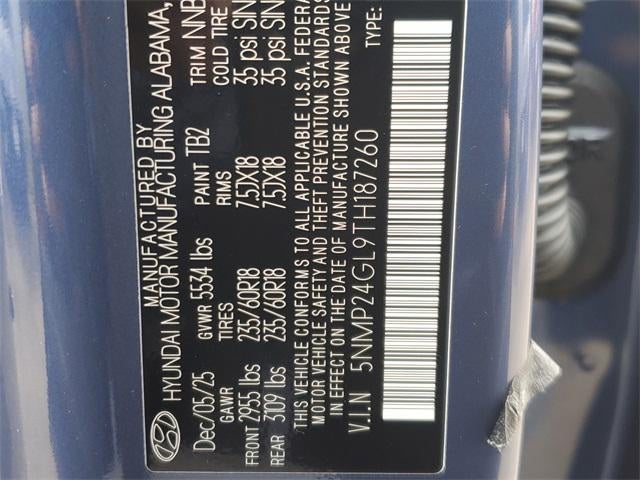 MANUFACTURED BY
HYUNDAI MOTOR MANUFACTURING ALABAMA,
Dec/05/25 GVWR 5534 lbs PAINT TB2 TRIM NNB
GAWR TIRES RIMS COLD TIRE
FRONT 2955 lbs 235/60R18 7.5JX18 35 psi SIN
REAR 3109 lbs 235/60R18 7.5JX18 35 psi SIN
THIS VEHICLE CONFORMS TO ALL APPLICABLE U.S.A. FEDERA
MOTOR VEHICLE SAFETY AND THEFT PREVENTION STANDARDS
IN EFFECT ON THE DATE OF MANUFACTURE SHOWN ABOVE
V.I.N 5NMP24GL9TH187260 TYPE: